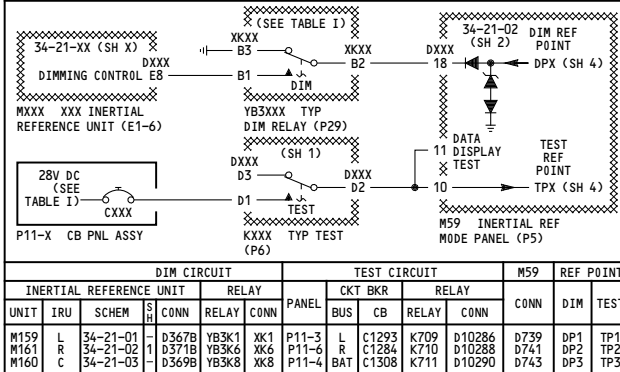 34-21-XX (SH X)
DXXX
DIMMING CONTROL E8
MXXX XXX INERTIAL
REFERENCE UNIT (E1-6)
(SEE TABLE I)
XKXX
B3
B1
DIM
XKXX
B2
YB3XXX TYP
DIM RELAY (P29)
34-21-02
(SH 2)
DIM REF
POINT
DXXX
18
DPX (SH 4)
11 DATA
DISPLAY
TEST
TEST
REF
POINT
10
TPX (SH 4)
M59 INERTIAL REF
MODE PANEL (P5)
28V DC
(SEE
TABLE I)
CXXX
P11-X CB PNL ASSY
(SH 1)
DXXX
D3
D1
TEST
DXXX
D2
KXXX TYP TEST
(P6)
DIM CIRCUIT TEST CIRCUIT M59 REF POINT
INERTIAL REFERENCE UNIT RELAY PANEL CKT BKR RELAY CONN DIM TEST
UNIT IRU SCHEM SH CONN RELAY CONN BUS CB RELAY CONN
M159 L 34-21-01 - D367B YB3K1 XK1 P11-3 L C1293 K709 D10286 D739 DP1 TP1
M161 R 34-21-02 1 D371B YB3K6 XK6 P11-6 R C1284 K710 D10288 D741 DP2 TP2
M160 C 34-21-03 - D369B YB3K8 XK8 P11-4 BAT C1308 K711 D10290 D743 DP3 TP3